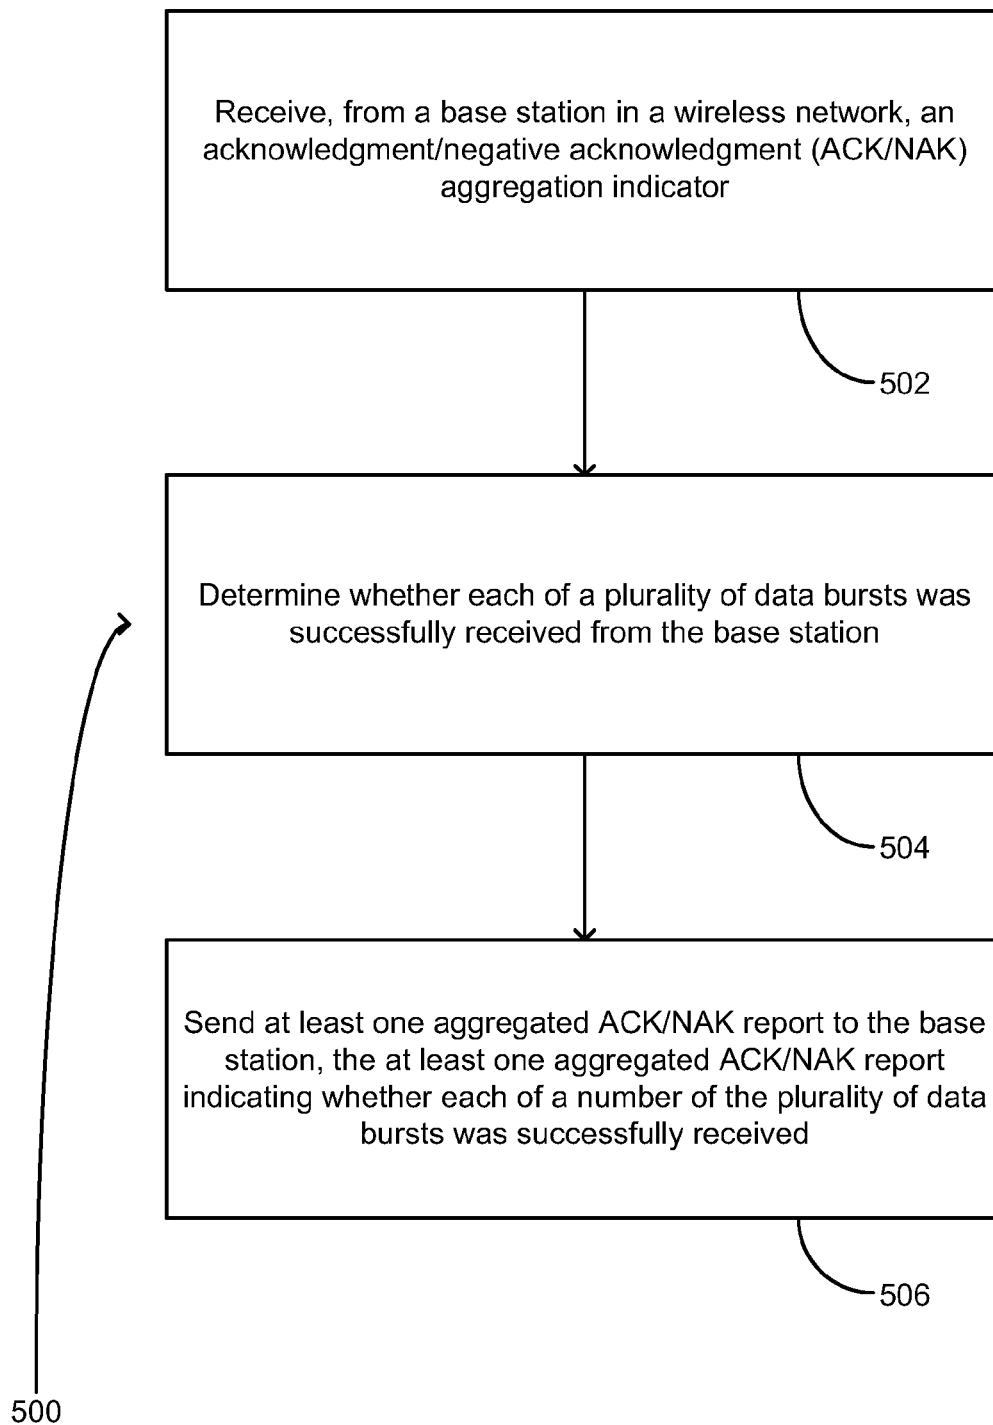 Receive, from a base station in a wireless network, an
acknowledgment/negative acknowledgment (ACK/NAK)
aggregation indicator
502
Determine whether each of a plurality of data bursts was
successfully received from the base station
504
Send at least one aggregated ACK/NAK report to the base
station, the at least one aggregated ACK/NAK report
indicating whether each of a number of the plurality of data
bursts was successfully received
506
500